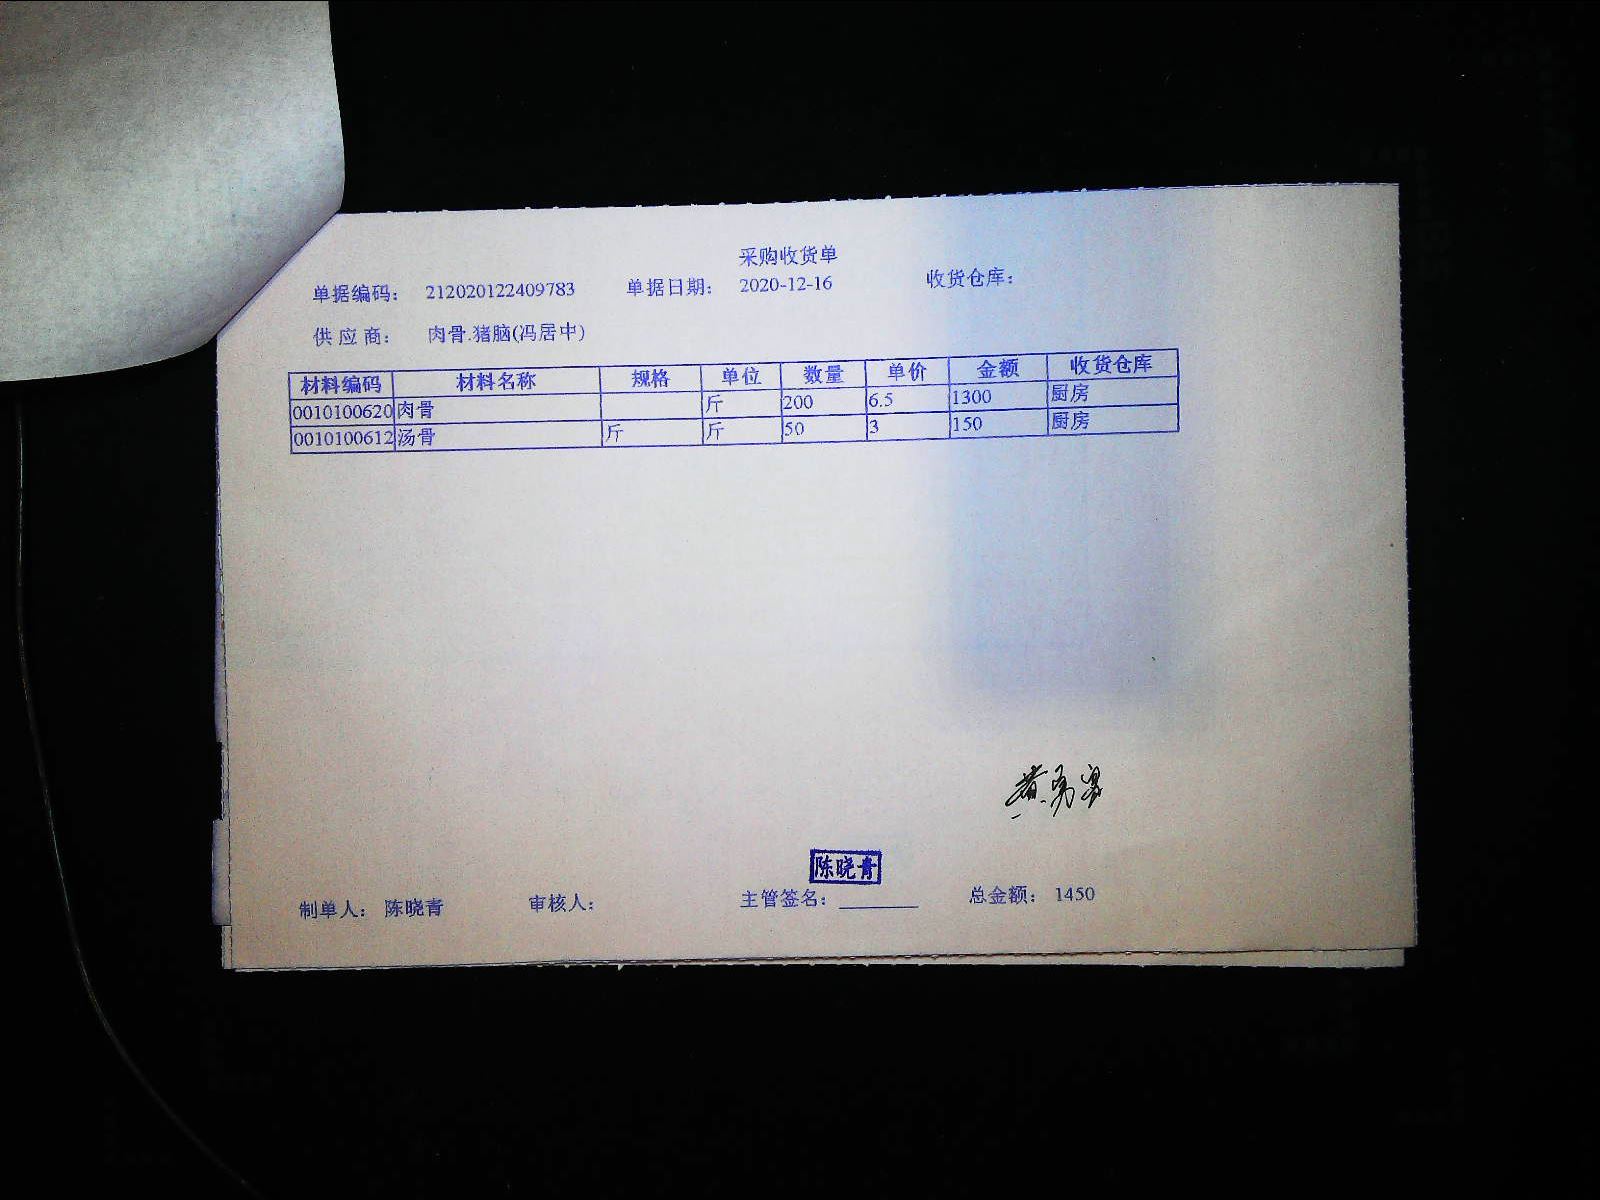 采购收货单
单据编码: 212020122409783 单据日期: 2020-12-16 收货仓库:
供应商: 肉骨.猪脑(冯居中)
材料编码 材料名称 规格 单位 数量 单价 金额 收货仓库
0010100620 肉骨 斤 200 6.5 1300 厨房
0010100612 汤骨 斤 斤 50 3 150 厨房
陈晓青
制单人: 陈晓青 审核人: 主管签名: ________ 总金额: 1450